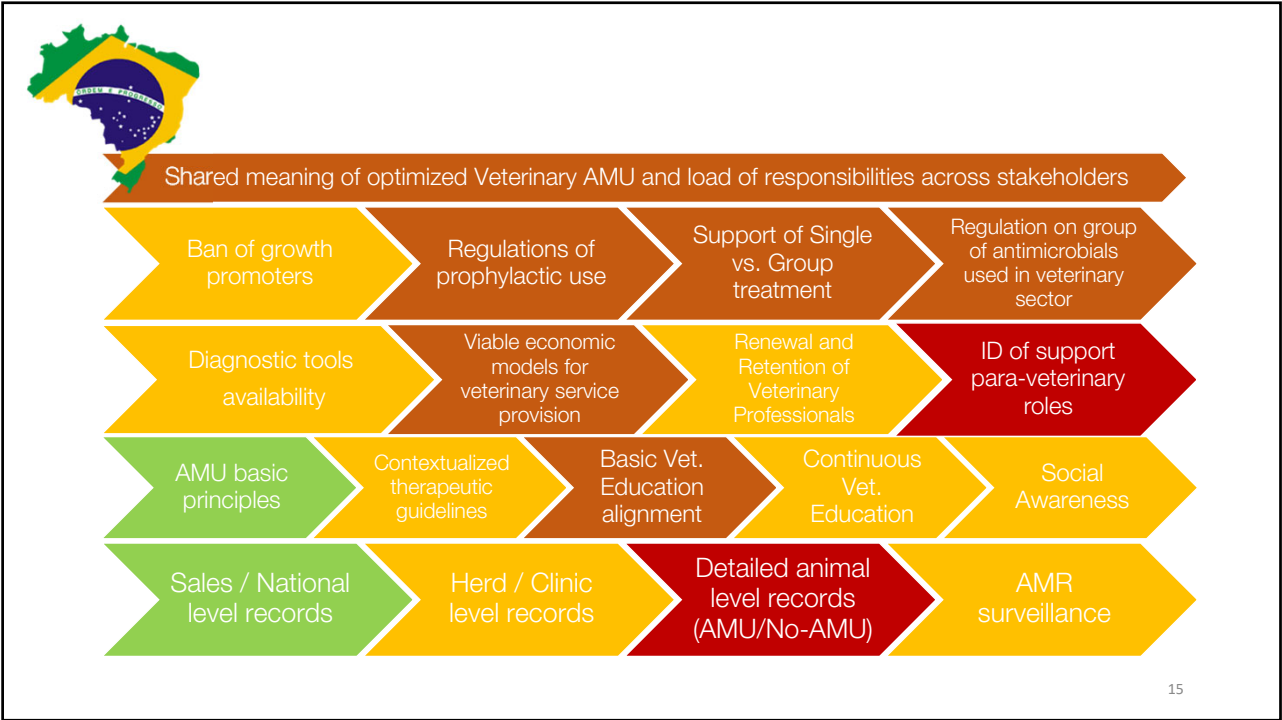 ORDEM E PROGRESSO
Shared meaning of optimized Veterinary AMU and load of responsibilities across stakeholders
Ban of growth
promoters
Regulations of
prophylactic use
Support of Single
vs. Group
treatment
Regulation on group
of antimicrobials
used in veterinary
sector
Diagnostic tools
availability
Viable economic
models for
veterinary service
provision
Renewal and
Retention of
Veterinary
Professionals
ID of support
para-veterinary
roles
AMU basic
principles
Contextualized
therapeutic
guidelines
Basic Vet.
Education
alignment
Continuous
Vet.
Education
Social
Awareness
Sales / National
level records
Herd / Clinic
level records
Detailed animal
level records
(AMU/No-AMU)
AMR
surveillance
15